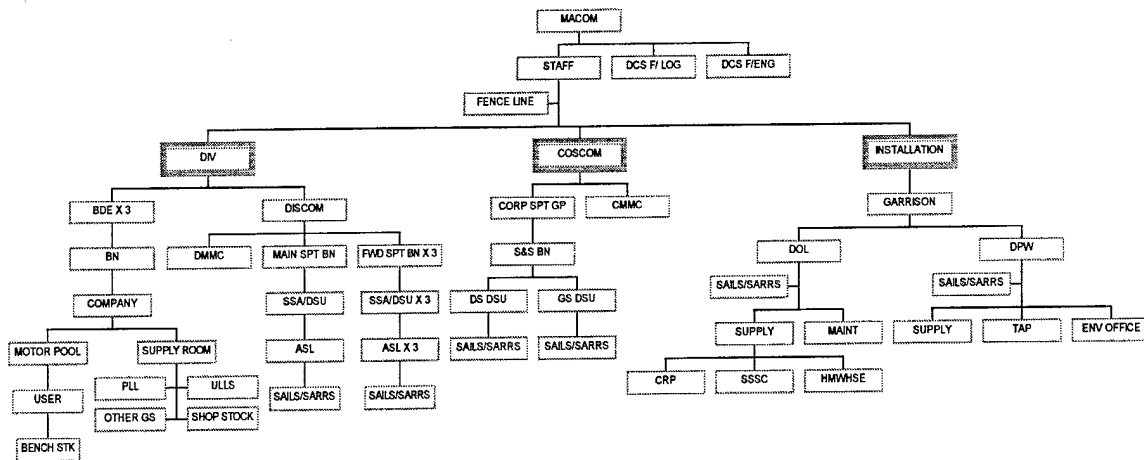 MACOM
STAFF
DCS F/ LOG
DCS F/ENG
FENCE LINE
DIV
COSCOM
INSTALLATION
BDE X 3
DISCOM
CORP SPT GP
CMMC
GARRISON
BN
DMMC
MAIN SPT BN
FWD SPT BN X 3
S&S BN
DOL
DPW
SAILS/SARRS
SAILS/SARRS
COMPANY
SSA/DSU
SSA/DSU X 3
DS DSU
GS DSU
SUPPLY
MAINT
SUPPLY
TAP
ENV OFFICE
MOTOR POOL
SUPPLY ROOM
ASL
ASL X 3
SAILS/SARRS
SAILS/SARRS
CRP
SSSC
HMWHSE
USER
PLL
ULLS
SAILS/SARRS
SAILS/SARRS
OTHER GS
SHOP STOCK
BENCH STK